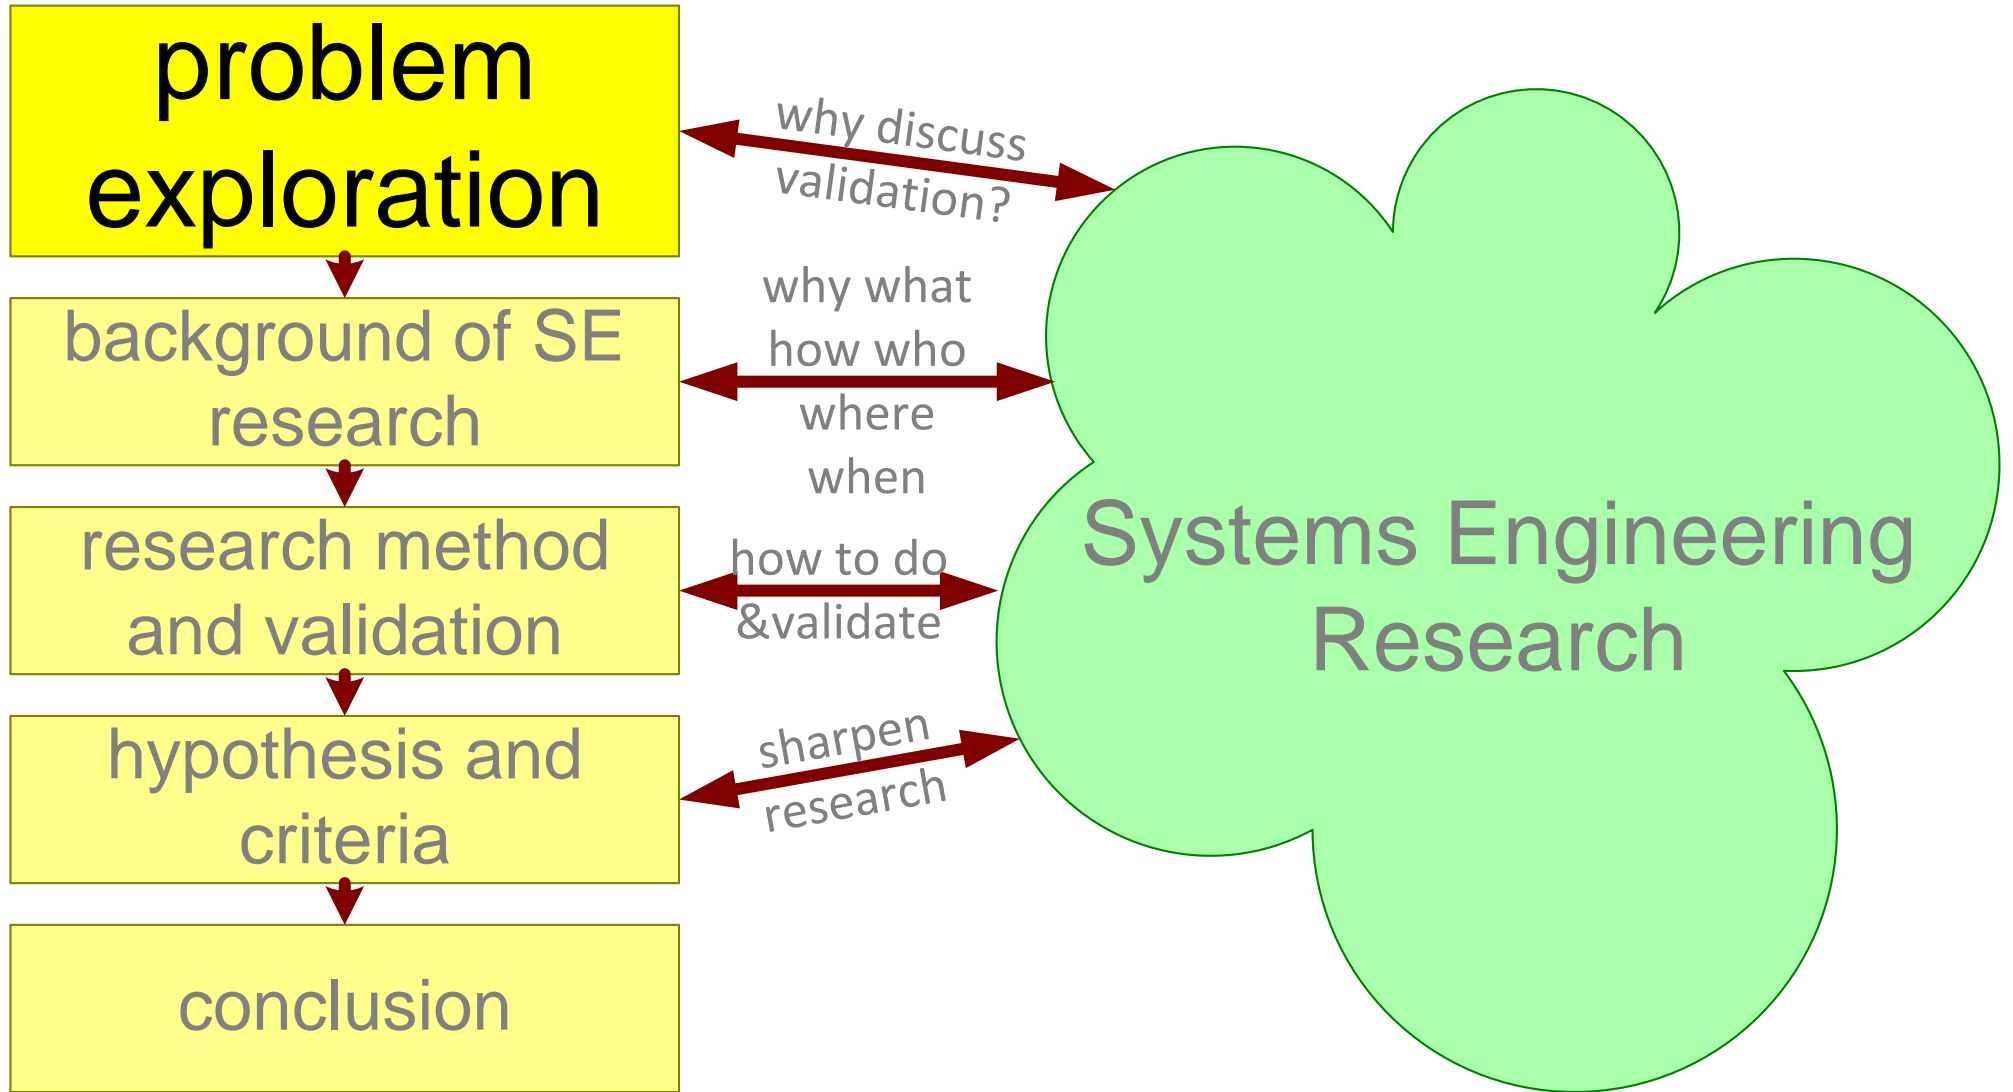 problem
exploration
why discuss
validation?
background of SE
research
why what
how who
where
when
research method
and validation
how to do
&validate
hypothesis and
criteria
sharpen
research
conclusion
Systems Engineering
Research